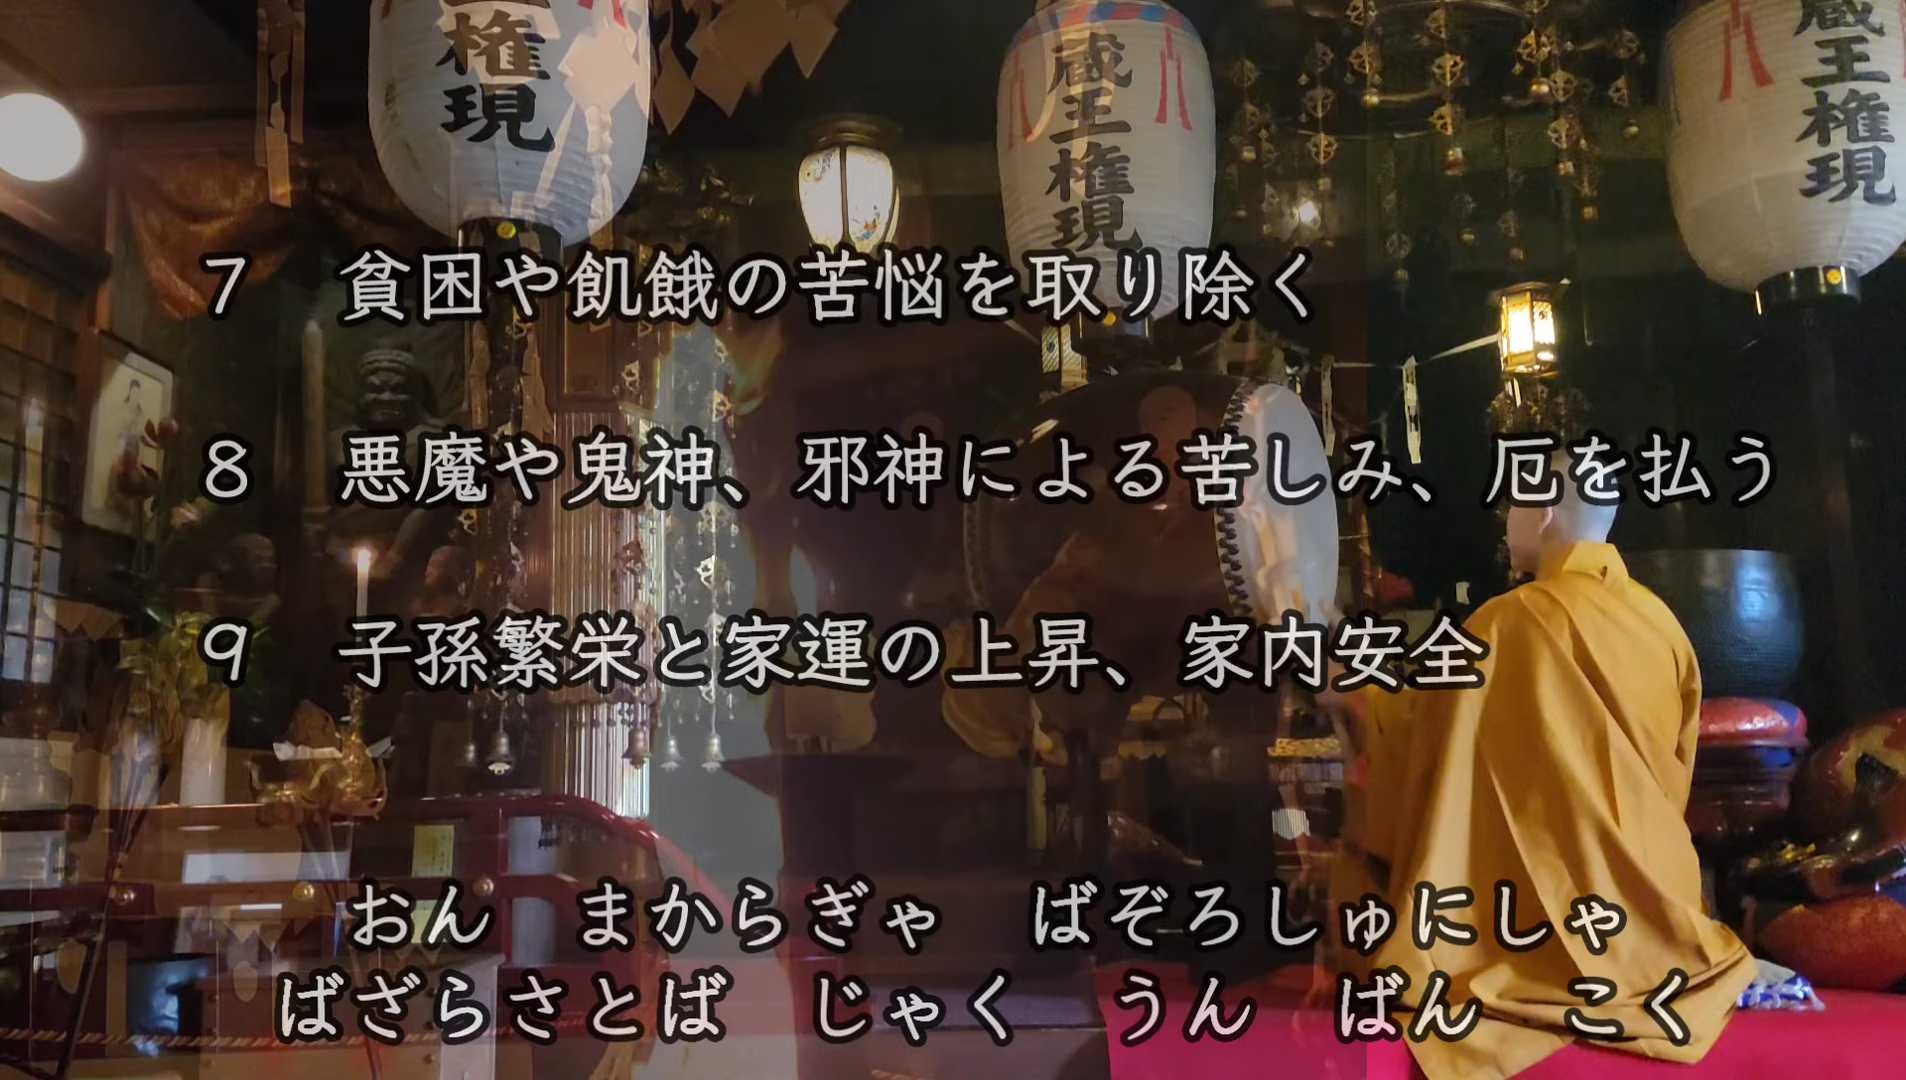 王権現
蔵王権現
蔵王権現
7 貧困や飢餓の苦悩を取り除く
8 悪魔や鬼神、邪神による苦しみ、厄を払う
9 子孫繁栄と家運の上昇、家内安全
おん まからぎゃ ばぞろしゅにしゃ
ばざらさとば じゃく うん ばん こく